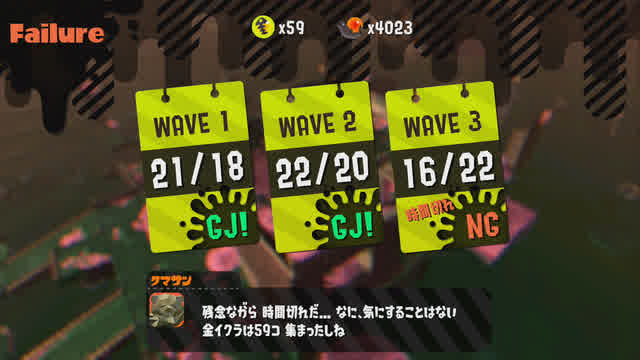 Failure
x59 x4023
WAVE 1
21/18
GJ!
WAVE 2
22/20
GJ!
WAVE 3
16/22
時間切れ
NG
クマサン
残念ながら 時間切れだ... なに、気にすることはない
金イクラは59コ 集まったしね